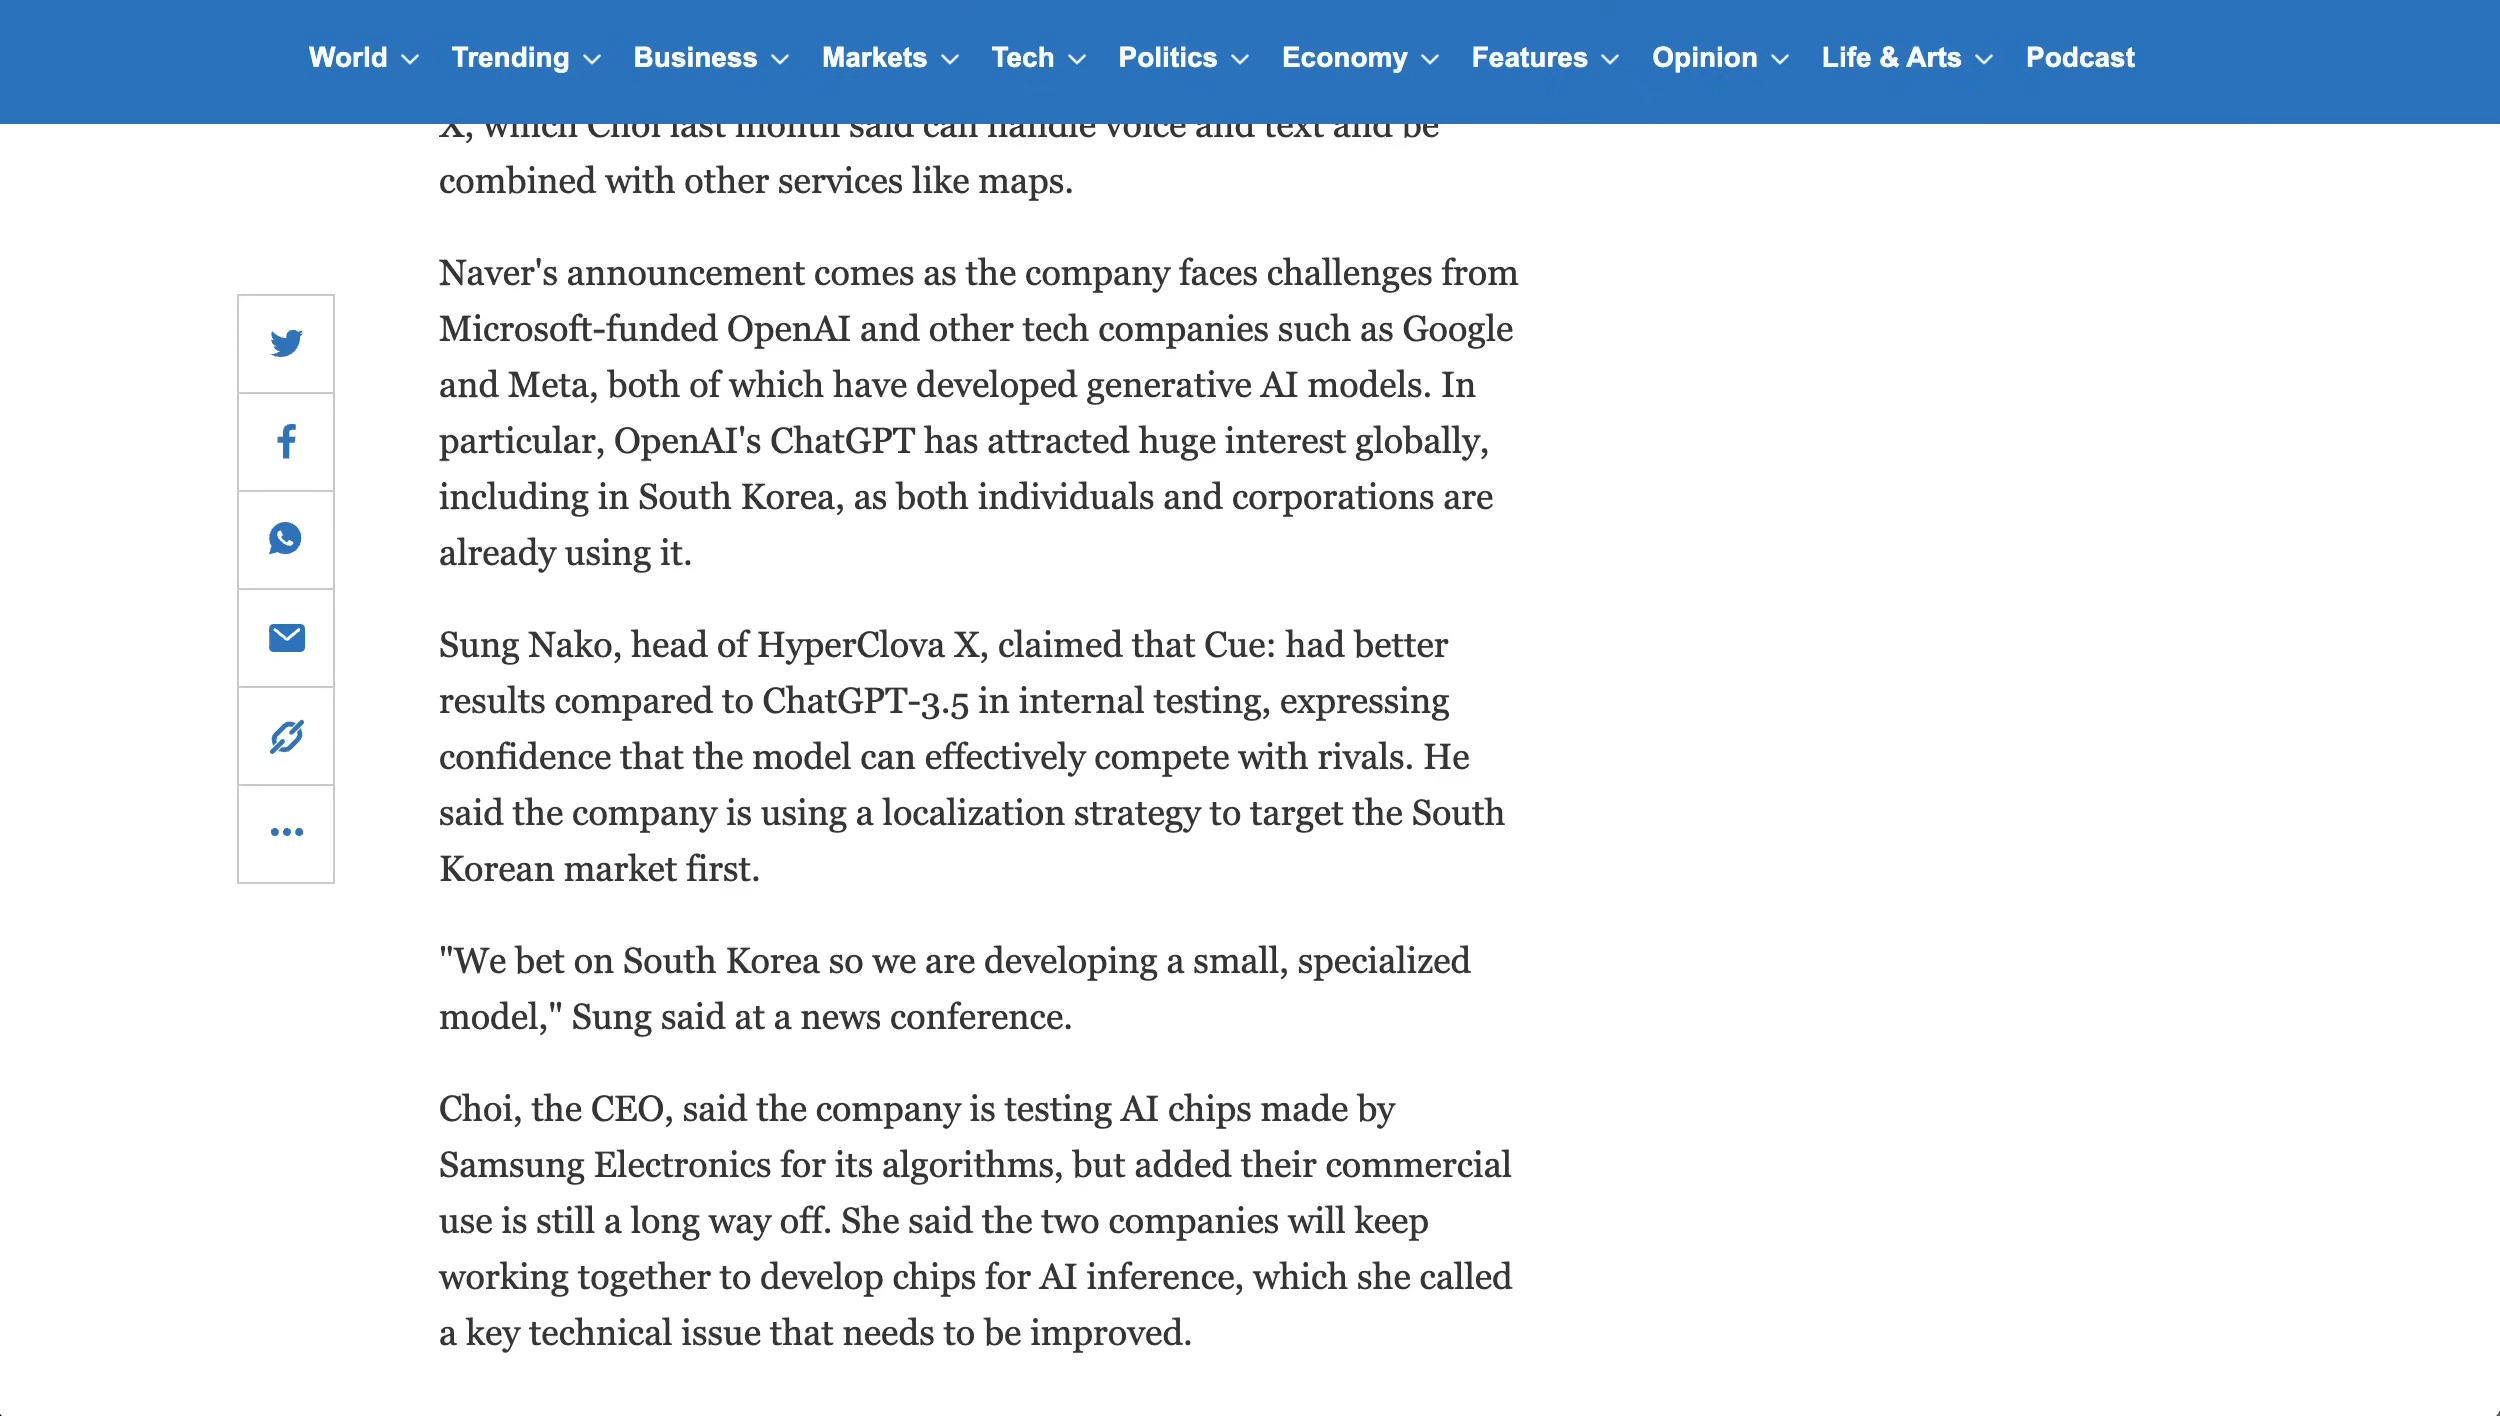 World Trending Business Markets Tech Politics Economy Features Opinion Life & Arts Podcast
X, which Choi last month said can handle voice and text and be
combined with other services like maps.
Naver's announcement comes as the company faces challenges from
Microsoft-funded OpenAI and other tech companies such as Google
and Meta, both of which have developed generative AI models. In
particular, OpenAI's ChatGPT has attracted huge interest globally,
including in South Korea, as both individuals and corporations are
already using it.
Sung Nako, head of HyperClova X, claimed that Cue: had better
results compared to ChatGPT-3.5 in internal testing, expressing
confidence that the model can effectively compete with rivals. He
said the company is using a localization strategy to target the South
Korean market first.
"We bet on South Korea so we are developing a small, specialized
model," Sung said at a news conference.
Choi, the CEO, said the company is testing AI chips made by
Samsung Electronics for its algorithms, but added their commercial
use is still a long way off. She said the two companies will keep
working together to develop chips for AI inference, which she called
a key technical issue that needs to be improved.